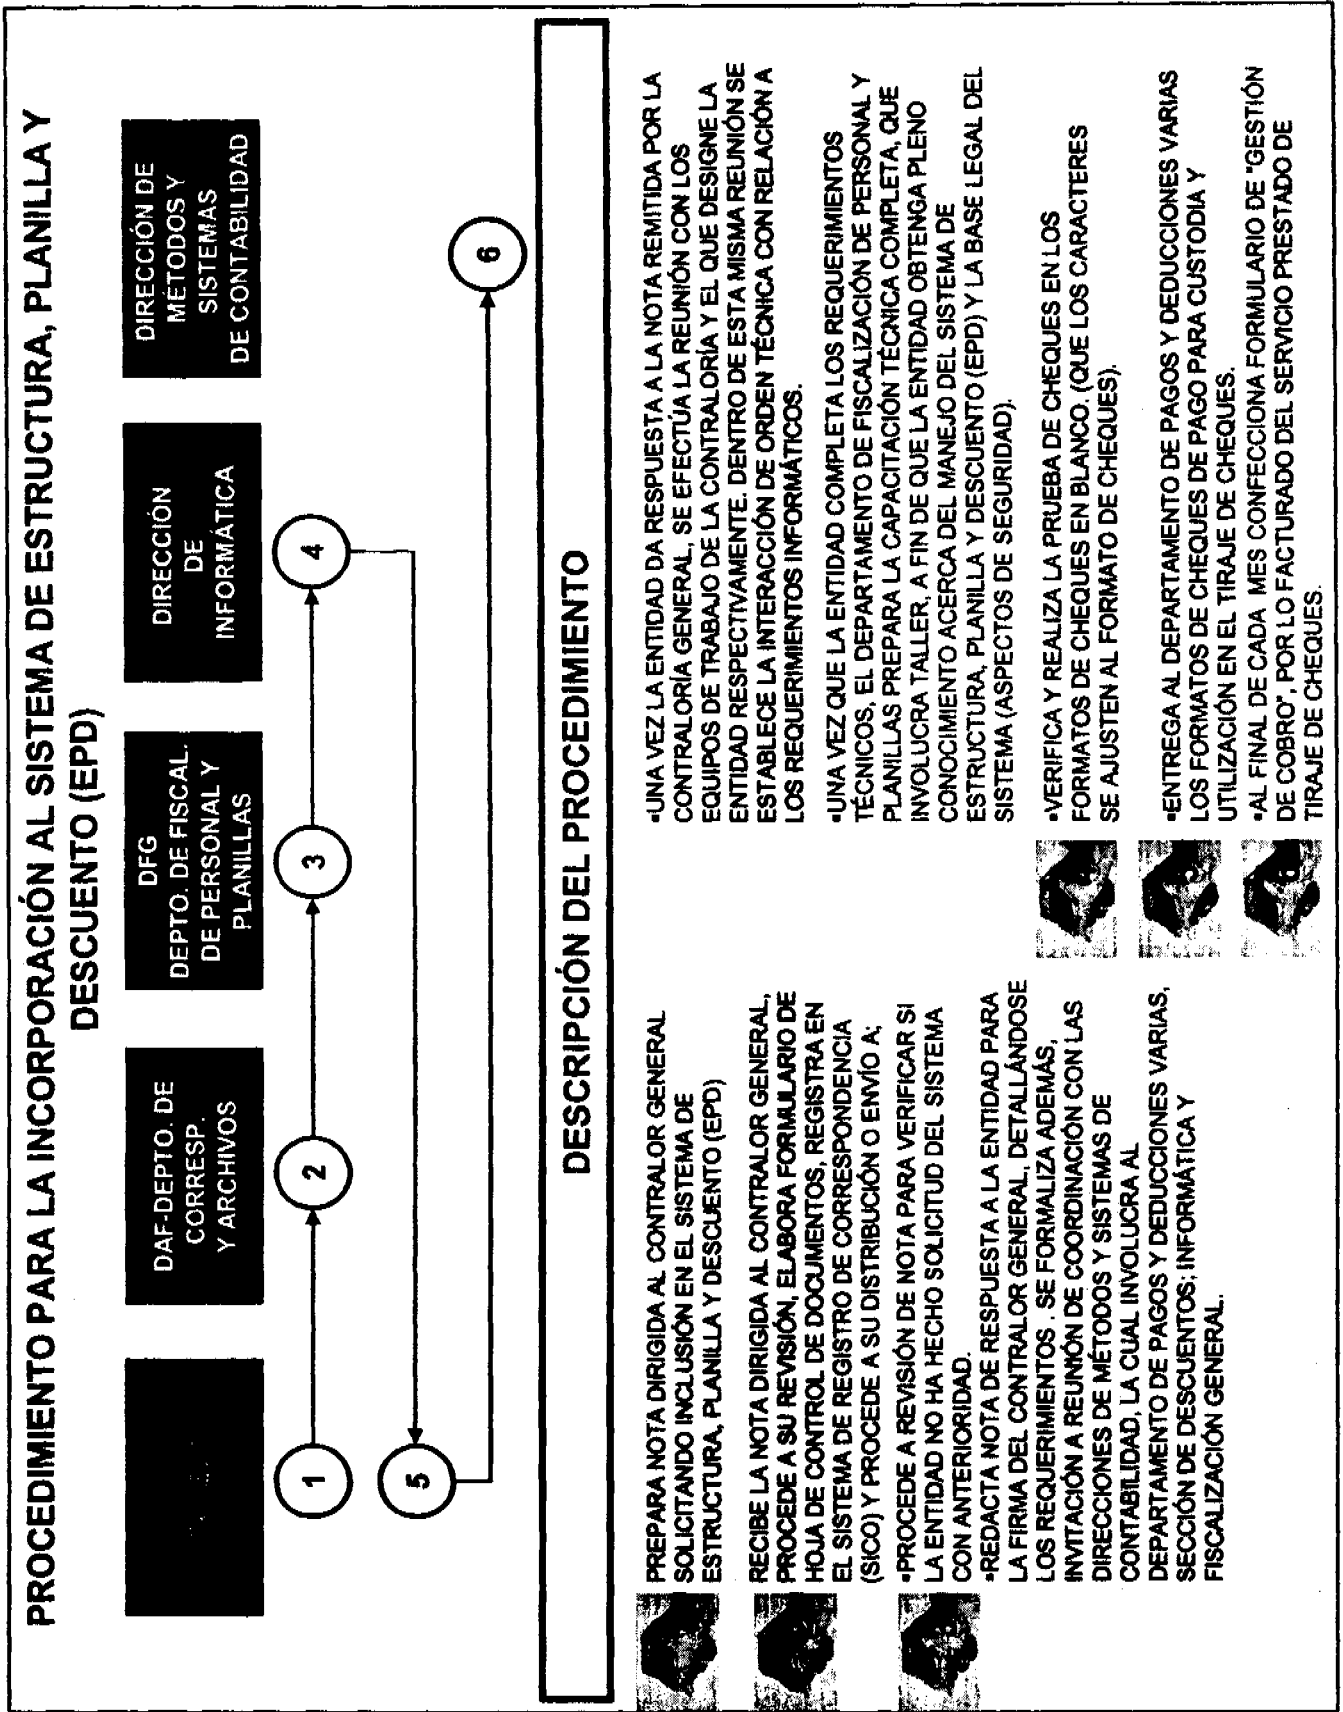 PROCEDIMIENTO PARA LA INCORPORACIÓN AL SISTEMA DE ESTRUCTURA, PLANILLA Y
DESCUENTO (EPD)
DAF-DEPTO. DE
CORRESP.
Y ARCHIVOS
DFG
DEPTO. DE FISCAL.
DE PERSONAL Y
PLANILLAS
DIRECCIÓN
DE
INFORMÁTICA
DIRECCIÓN DE
MÉTODOS Y
SISTEMAS
DE CONTABILIDAD
1
2
3
4
5
6
DESCRIPCIÓN DEL PROCEDIMIENTO
PREPARA NOTA DIRIGIDA AL CONTRALOR GENERAL
SOLICITANDO INCLUSIÓN EN EL SISTEMA DE
ESTRUCTURA, PLANILLA Y DESCUENTO (EPD)
RECIBE LA NOTA DIRIGIDA AL CONTRALOR GENERAL,
PROCEDE A SU REVISIÓN, ELABORA FORMULARIO DE
HOJA DE CONTROL DE DOCUMENTOS, REGISTRA EN
EL SISTEMA DE REGISTRO DE CORRESPONDENCIA
(SICO) Y PROCEDE A SU DISTRIBUCIÓN O ENVÍO A;
•PROCEDE A REVISIÓN DE NOTA PARA VERIFICAR SI
LA ENTIDAD NO HA HECHO SOLICITUD DEL SISTEMA
CON ANTERIORIDAD.
•REDACTA NOTA DE RESPUESTA A LA ENTIDAD PARA
LA FIRMA DEL CONTRALOR GENERAL, DETALLÁNDOSE
LOS REQUERIMIENTOS . SE FORMALIZA ADEMÁS,
INVITACIÓN A REUNIÓN DE COORDINACIÓN CON LAS
DIRECCIONES DE MÉTODOS Y SISTEMAS DE
CONTABILIDAD, LA CUAL INVOLUCRA AL
DEPARTAMENTO DE PAGOS Y DEDUCCIONES VARIAS,
SECCIÓN DE DESCUENTOS; INFORMÁTICA Y
FISCALIZACIÓN GENERAL.
•UNA VEZ LA ENTIDAD DA RESPUESTA A LA NOTA REMITIDA POR LA
CONTRALORÍA GENERAL, SE EFECTÚA LA REUNIÓN CON LOS
EQUIPOS DE TRABAJO DE LA CONTRALORÍA Y EL QUE DESIGNE LA
ENTIDAD RESPECTIVAMENTE. DENTRO DE ESTA MISMA REUNIÓN SE
ESTABLECE LA INTERACCIÓN DE ORDEN TÉCNICA CON RELACIÓN A
LOS REQUERIMIENTOS INFORMÁTICOS.
•UNA VEZ QUE LA ENTIDAD COMPLETA LOS REQUERIMIENTOS
TÉCNICOS, EL DEPARTAMENTO DE FISCALIZACIÓN DE PERSONAL Y
PLANILLAS PREPARA LA CAPACITACIÓN TÉCNICA COMPLETA, QUE
INVOLUCRA TALLER, A FIN DE QUE LA ENTIDAD OBTENGA PLENO
CONOCIMIENTO ACERCA DEL MANEJO DEL SISTEMA DE
ESTRUCTURA, PLANILLA Y DESCUENTO (EPD) Y LA BASE LEGAL DEL
SISTEMA (ASPECTOS DE SEGURIDAD).
•VERIFICA Y REALIZA LA PRUEBA DE CHEQUES EN LOS
FORMATOS DE CHEQUES EN BLANCO. (QUE LOS CARACTERES
SE AJUSTEN AL FORMATO DE CHEQUES).
•ENTREGA AL DEPARTAMENTO DE PAGOS Y DEDUCCIONES VARIAS
LOS FORMATOS DE CHEQUES DE PAGO PARA CUSTODIA Y
UTILIZACIÓN EN EL TIRAJE DE CHEQUES.
•AL FINAL DE CADA MES CONFECCIONA FORMULARIO DE "GESTIÓN
DE COBRO", POR LO FACTURADO DEL SERVICIO PRESTADO DE
TIRAJE DE CHEQUES.